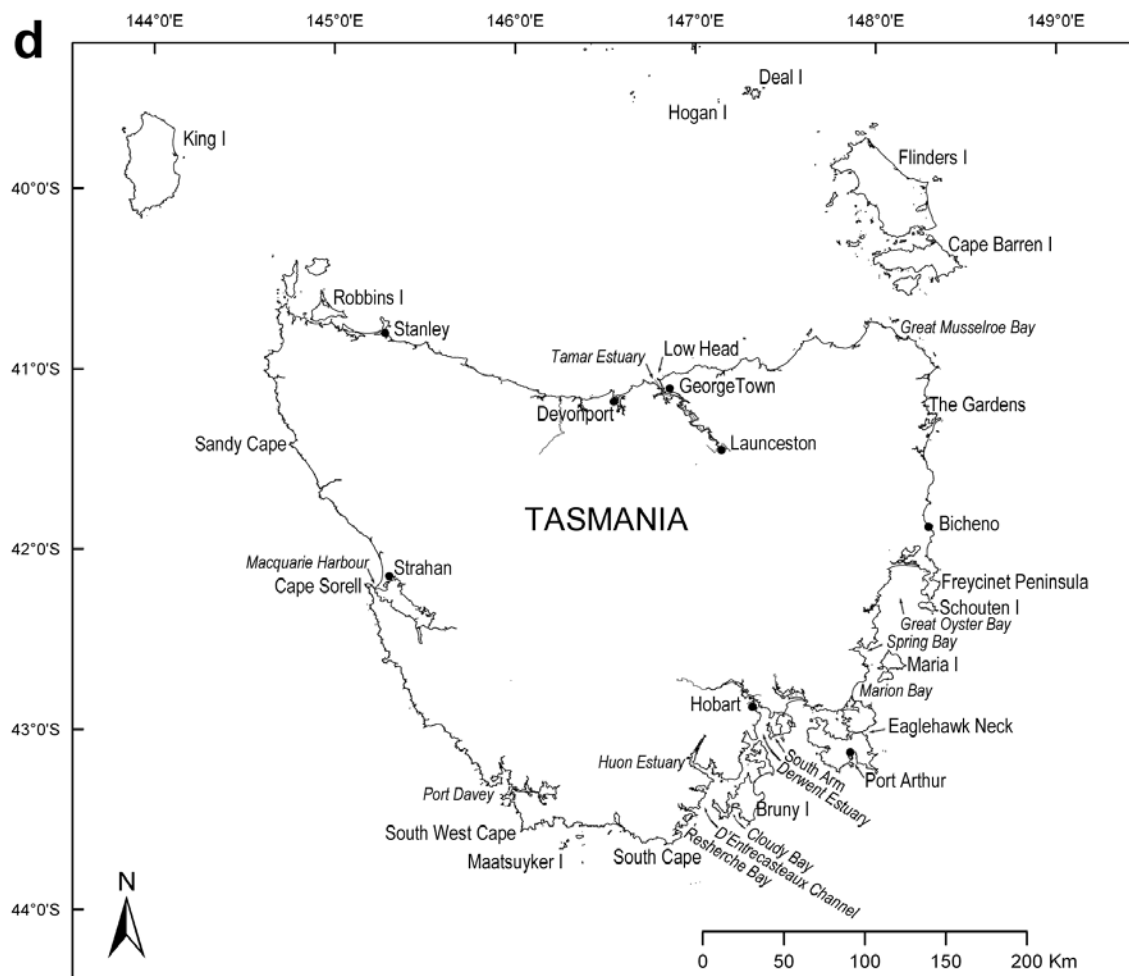 d
144°0'E 145°0'E 146°0'E 147°0'E 148°0'E 149°0'E
Deal I
Hogan I
King I
Flinders I
40°0'S
Cape Barren I
Robbins I
Stanley
Great Musselroe Bay
Low Head
Tamar Estuary
41°0'S
GeorgeTown
Devonport
The Gardens
Sandy Cape
Launceston
TASMANIA
Bicheno
42°0'S
Macquarie Harbour
Strahan
Cape Sorell
Freycinet Peninsula
Schouten I
Great Oyster Bay
Spring Bay
Maria I
Marion Bay
Hobart
43°0'S
Eaglehawk Neck
Huon Estuary
South Arm
Derwent Estuary
Port Arthur
Port Davey
Bruny I
South West Cape
Cloudy Bay
D'Entrecasteaux Channel
Resherche Bay
Maatsuyker I
South Cape
N
44°0'S
0 50 100 150 200 Km